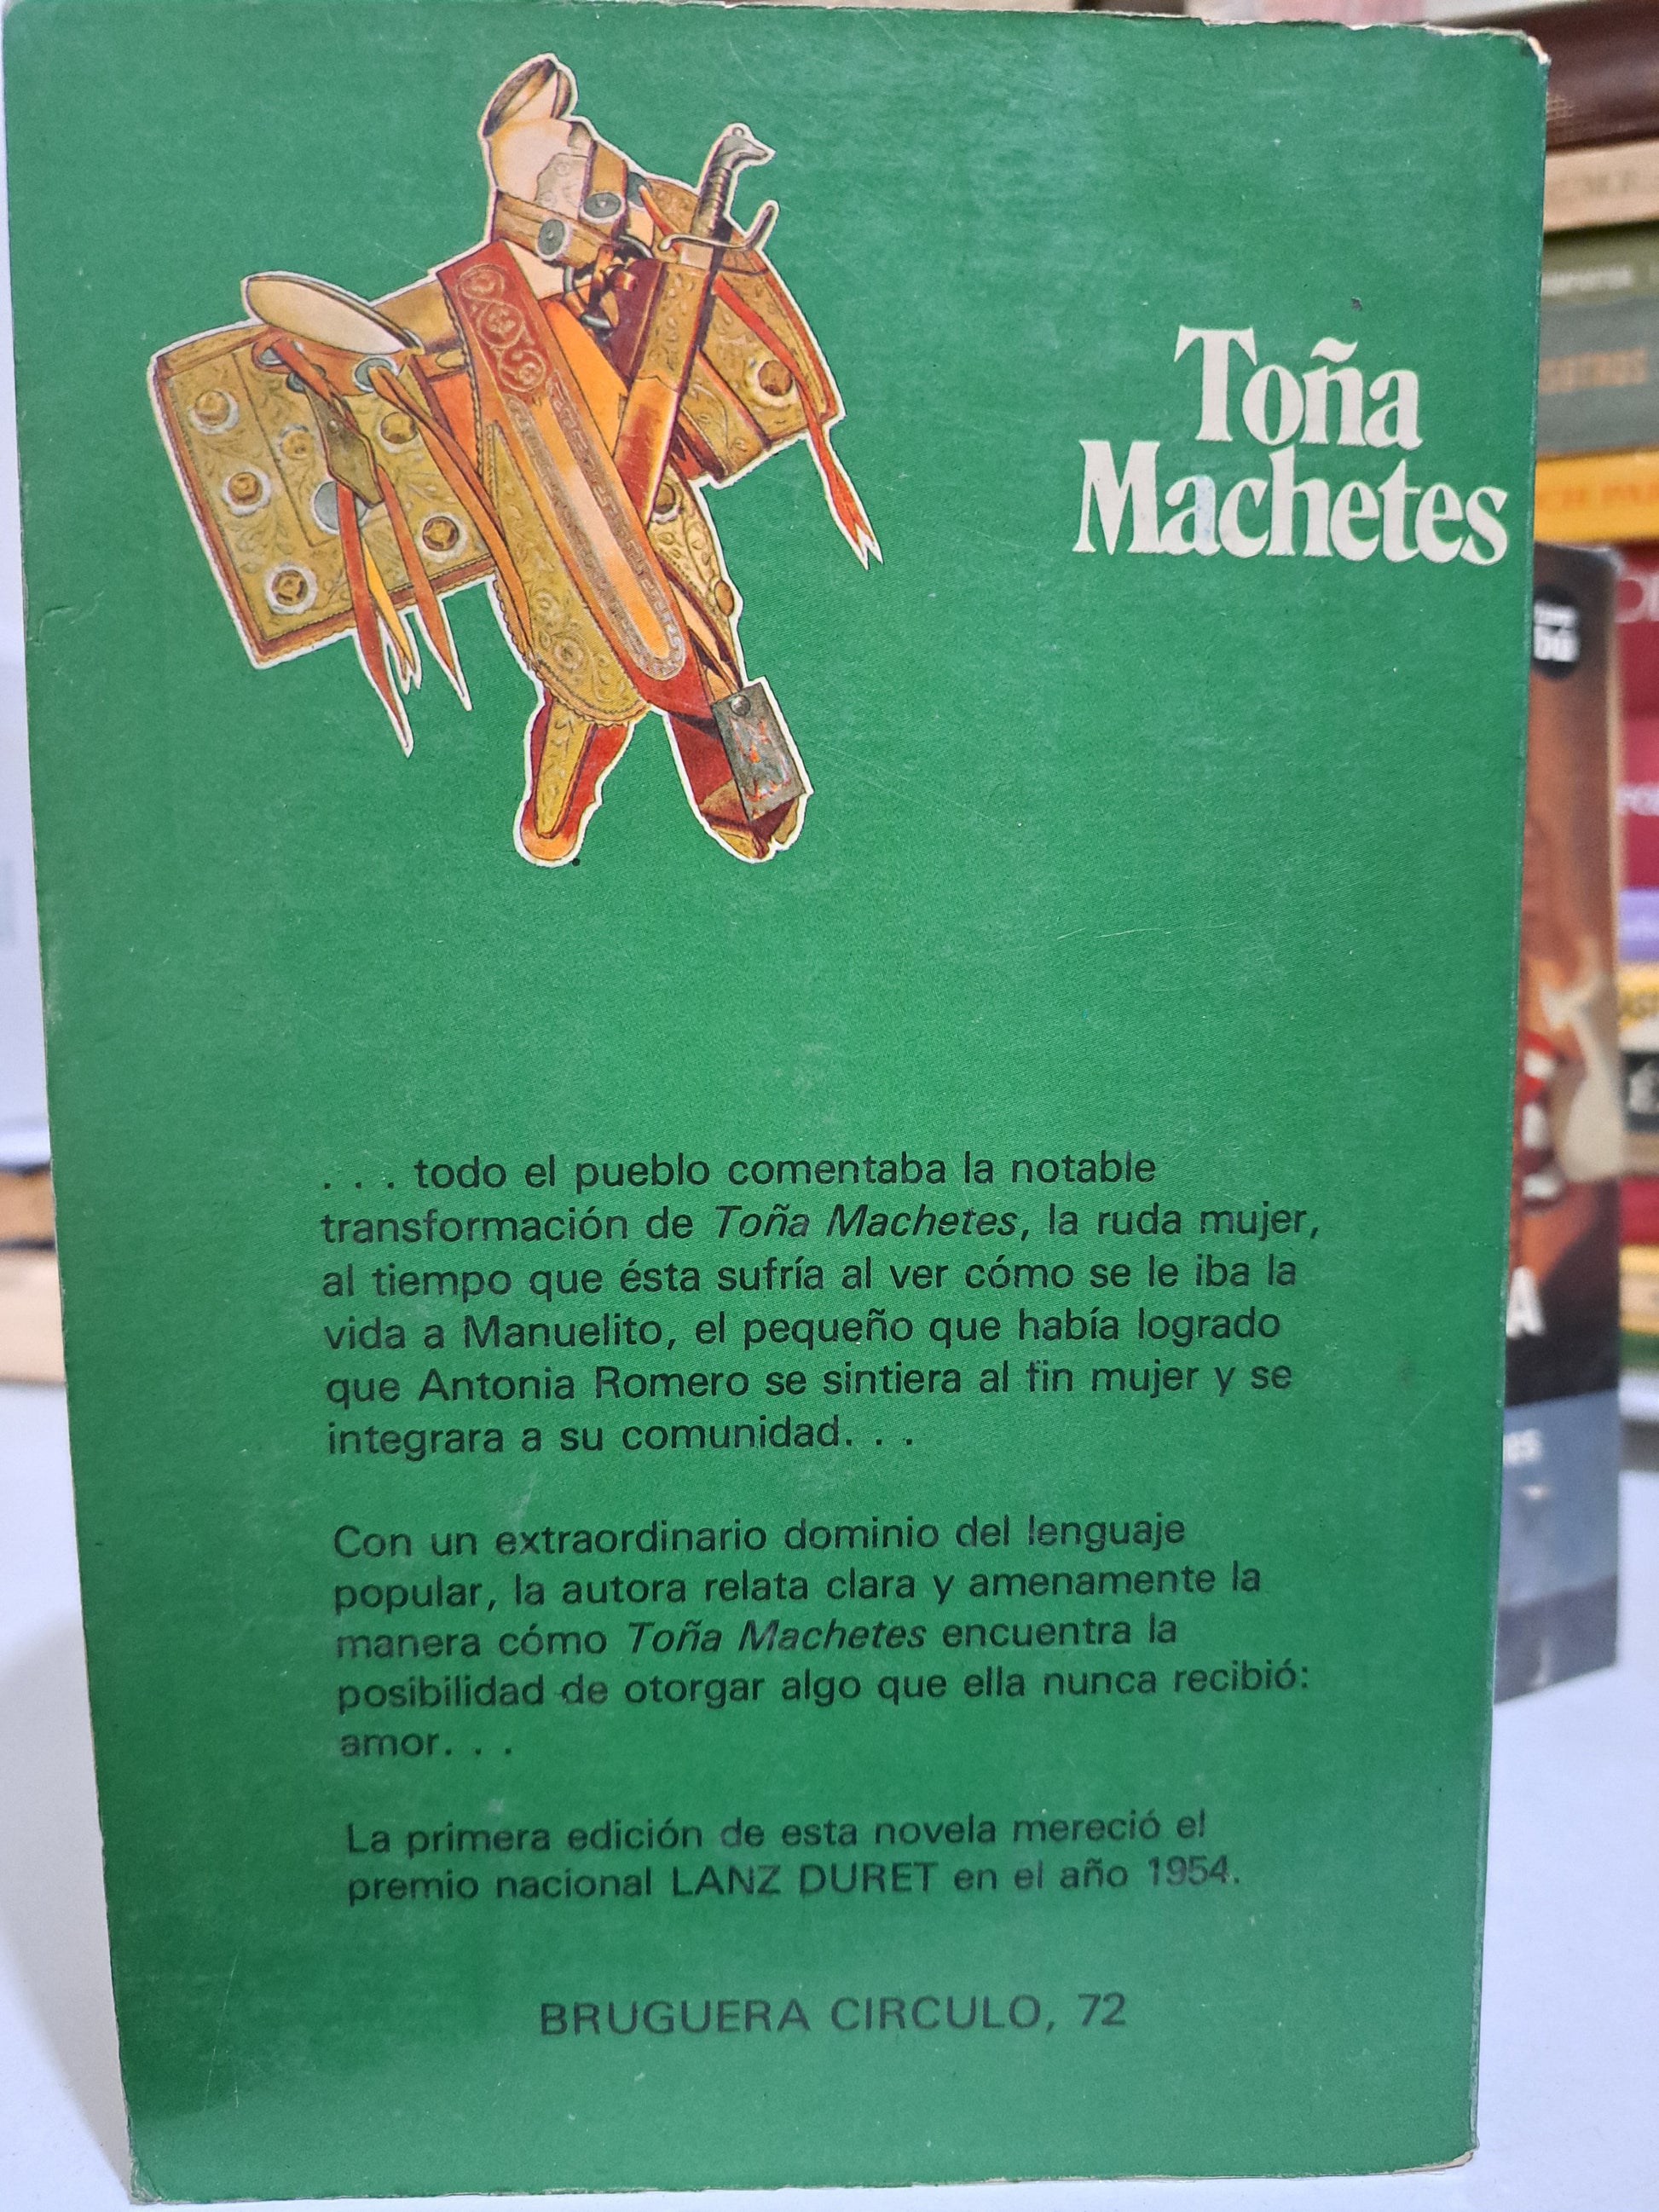 Toña
Machetes
. . . todo el pueblo comentaba la notable
transformación de Toña Machetes, la ruda mujer,
al tiempo que ésta sufría al ver cómo se le iba la
vida a Manuelito, el pequeño que había logrado
que Antonia Romero se sintiera al fin mujer y se
integrara a su comunidad. . .
Con un extraordinario dominio del lenguaje
popular, la autora relata clara y amenamente la
manera cómo Toña Machetes encuentra la
posibilidad de otorgar algo que ella nunca recibió:
amor. . .
La primera edición de esta novela mereció el
premio nacional LANZ DURET en el año 1954.
BRUGUERA CIRCULO, 72